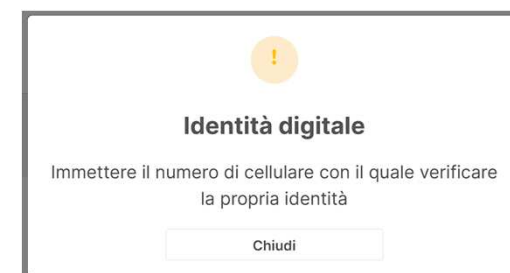 !
Identità digitale
Immettere il numero di cellulare con il quale verificare
la propria identità
Chiudi